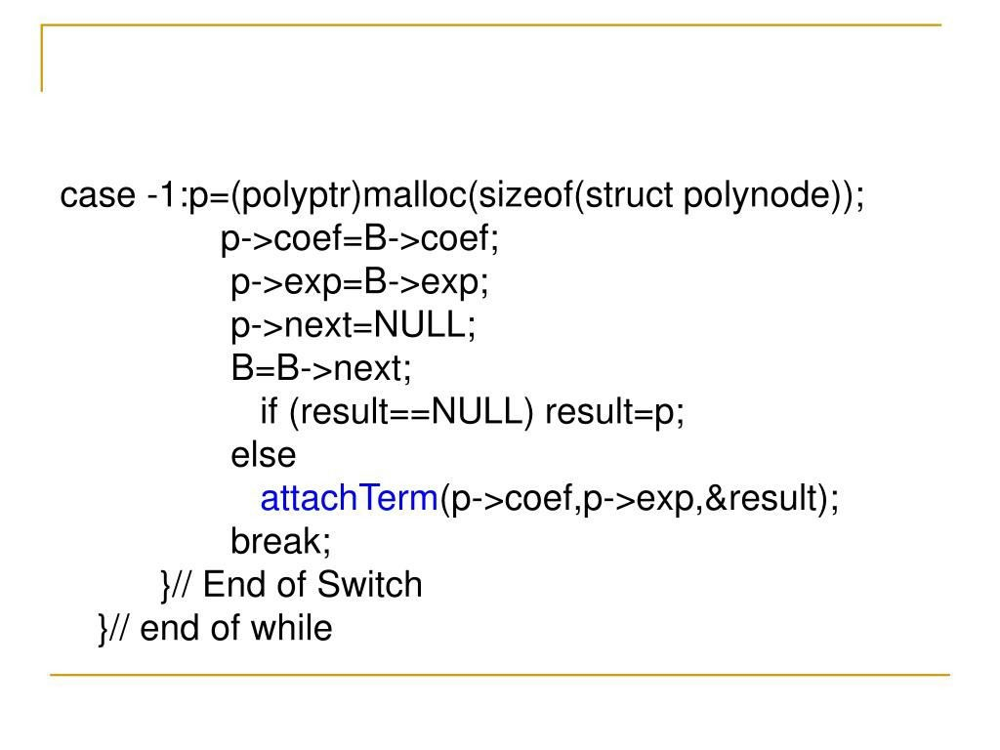 case -1:p=(polyptr)malloc(sizeof(struct polynode));
p->coef=B->coef;
p->exp=B->exp;
p->next=NULL;
B=B->next;
if (result==NULL) result=p;
else
attachTerm(p->coef,p->exp,&result);
break;
}// End of Switch
}// end of while